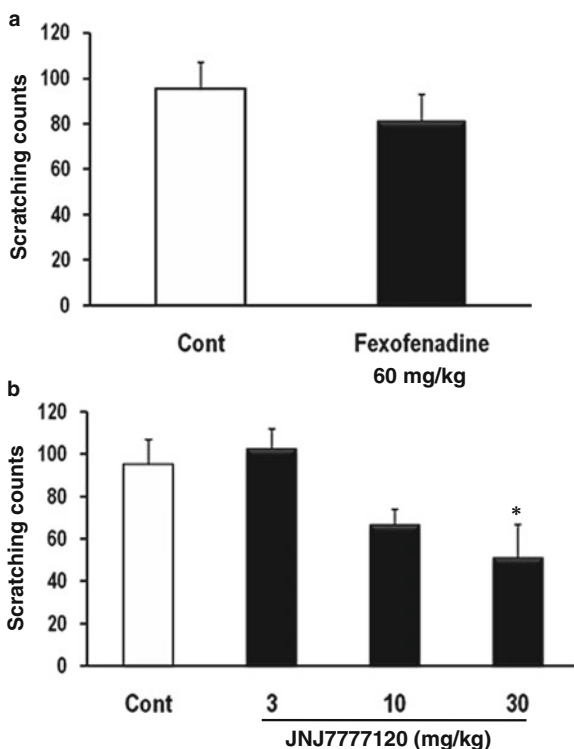 a
Scratching counts
120
100
80
60
40
20
0
Cont Fexofenadine
60 mg/kg
b
Scratching counts
120
100
80
60
40
20
0
*
Cont 3 10 30
JNJ7777120 (mg/kg)